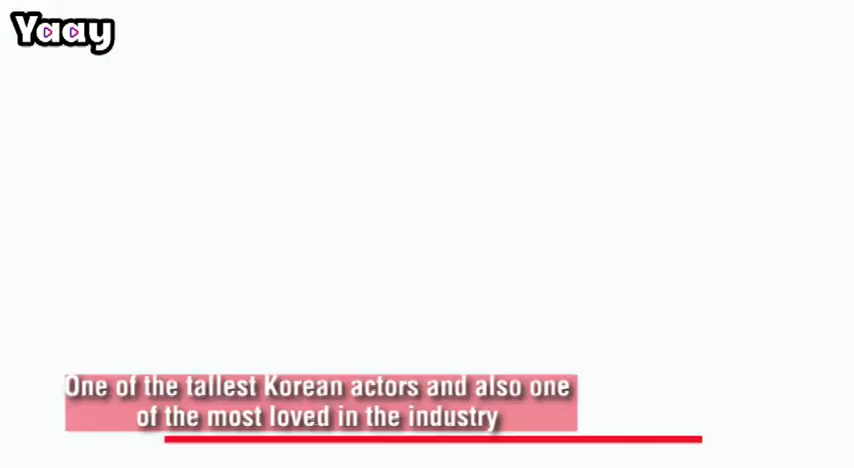 Yaay
One of the tallest Korean actors and also one
of the most loved in the industry